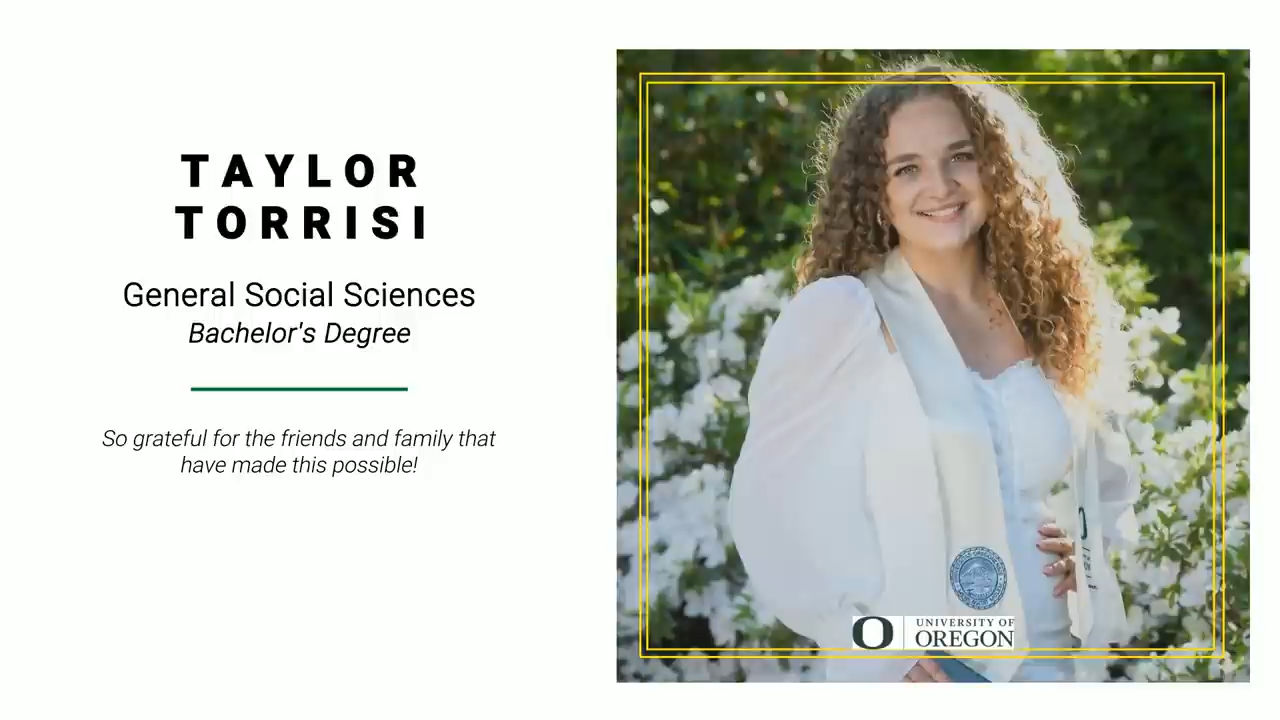 TAYLOR
TORRISI
General Social Sciences
Bachelor's Degree
So grateful for the friends and family that
have made this possible!
UNIVERSITY OF
OREGON